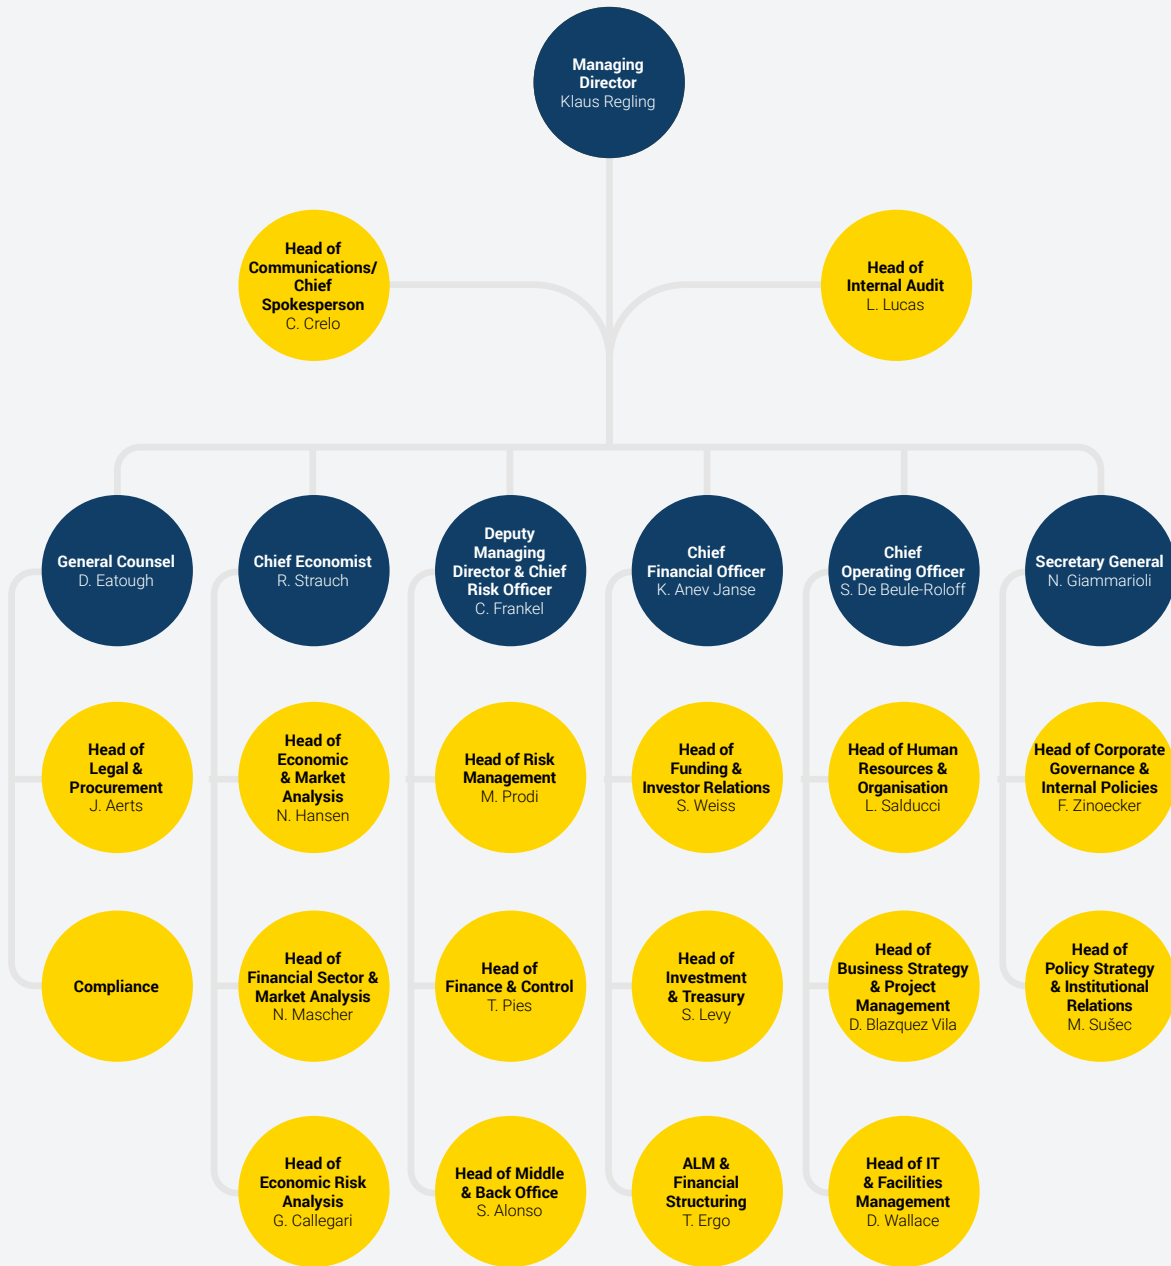 Managing
Director
Klaus Regling
Head of
Communications/
Chief
Spokesperson
C. Crelo
Head of
Internal Audit
L. Lucas
General Counsel
D. Eatough
Chief Economist
R. Strauch
Deputy
Managing
Director & Chief
Risk Officer
C. Frankel
Chief
Financial Officer
K. Anev Janse
Chief
Operating Officer
S. De Beule-Roloff
Secretary General
N. Giammarioli
Head of
Legal &
Procurement
J. Aerts
Head of
Economic
& Market
Analysis
N. Hansen
Head of Risk
Management
M. Prodi
Head of
Funding &
Investor Relations
S. Weiss
Head of Human
Resources &
Organisation
L. Salducci
Head of Corporate
Governance &
Internal Policies
F. Zinoecker
Compliance
Head of
Financial Sector &
Market Analysis
N. Mascher
Head of
Finance & Control
T. Pies
Head of
Investment
& Treasury
S. Levy
Head of
Business Strategy
& Project
Management
D. Blazquez Vila
Head of
Policy Strategy
& Institutional
Relations
M. Sušec
Head of
Economic Risk
Analysis
G. Callegari
Head of Middle
& Back Office
S. Alonso
ALM &
Financial
Structuring
T. Ergo
Head of IT
& Facilities
Management
D. Wallace